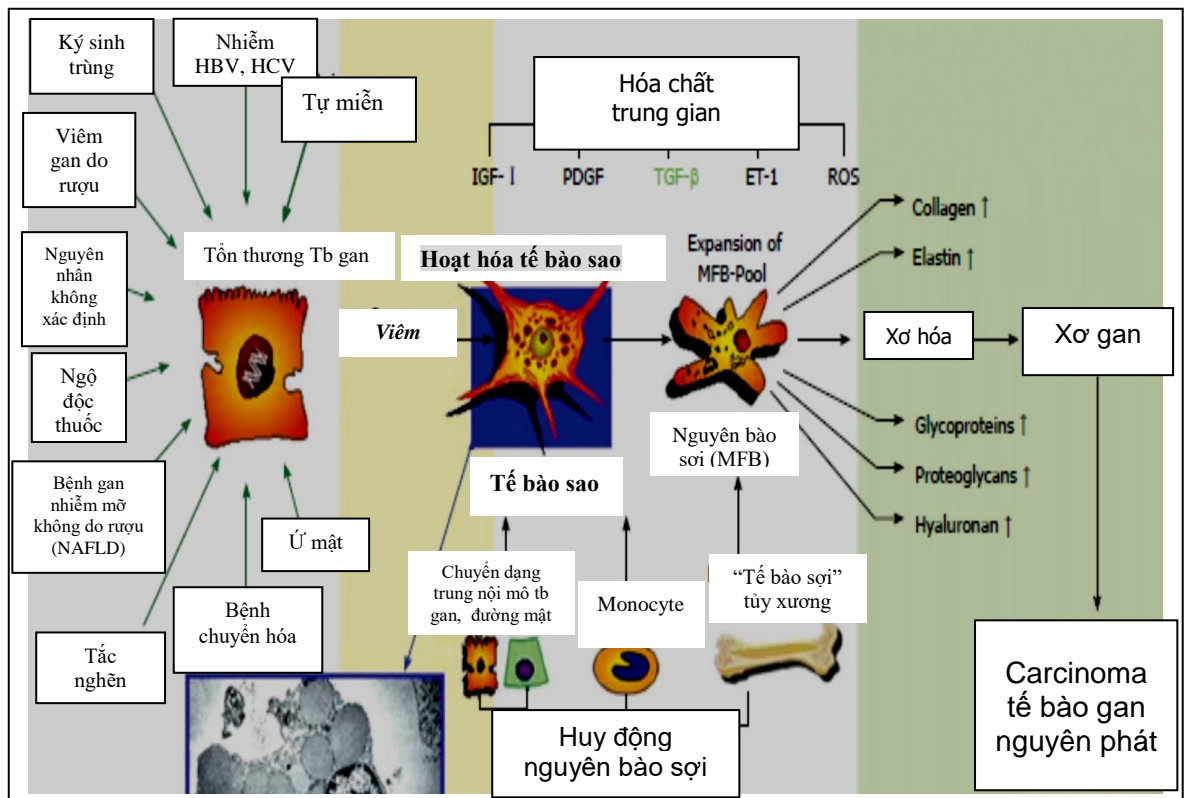 Ký sinh
trùng
Nhiễm
HBV, HCV
Tự miễn
Viêm
gan do
rượu
Nguyên
nhân
không
xác định
Ngộ
độc
thuốc
Bệnh gan
nhiễm mỡ
không do rượu
(NAFLD)
Tắc
nghẽn
Bệnh
chuyển hóa
Ứ mật
Tổn thương Tb gan
Viêm
Hóa chất
trung gian
IGF-I
PDGF
TGF-β
ET-1
ROS
Hoạt hóa tế bào sao
Tế bào sao
Expansion of
MFB-Pool
Nguyên bào
sơi (MFB)
Chuyển dạng
trung nội mô tb
gan, đường mật
Monocyte
“Tế bào sợi”
tủy xương
Huy động
nguyên bào sợi
Collagen ↑
Elastin ↑
Xơ hóa
Xơ gan
Glycoproteins ↑
Proteoglycans ↑
Hyaluronan ↑
Carcinoma
tế bào gan
nguyên phát